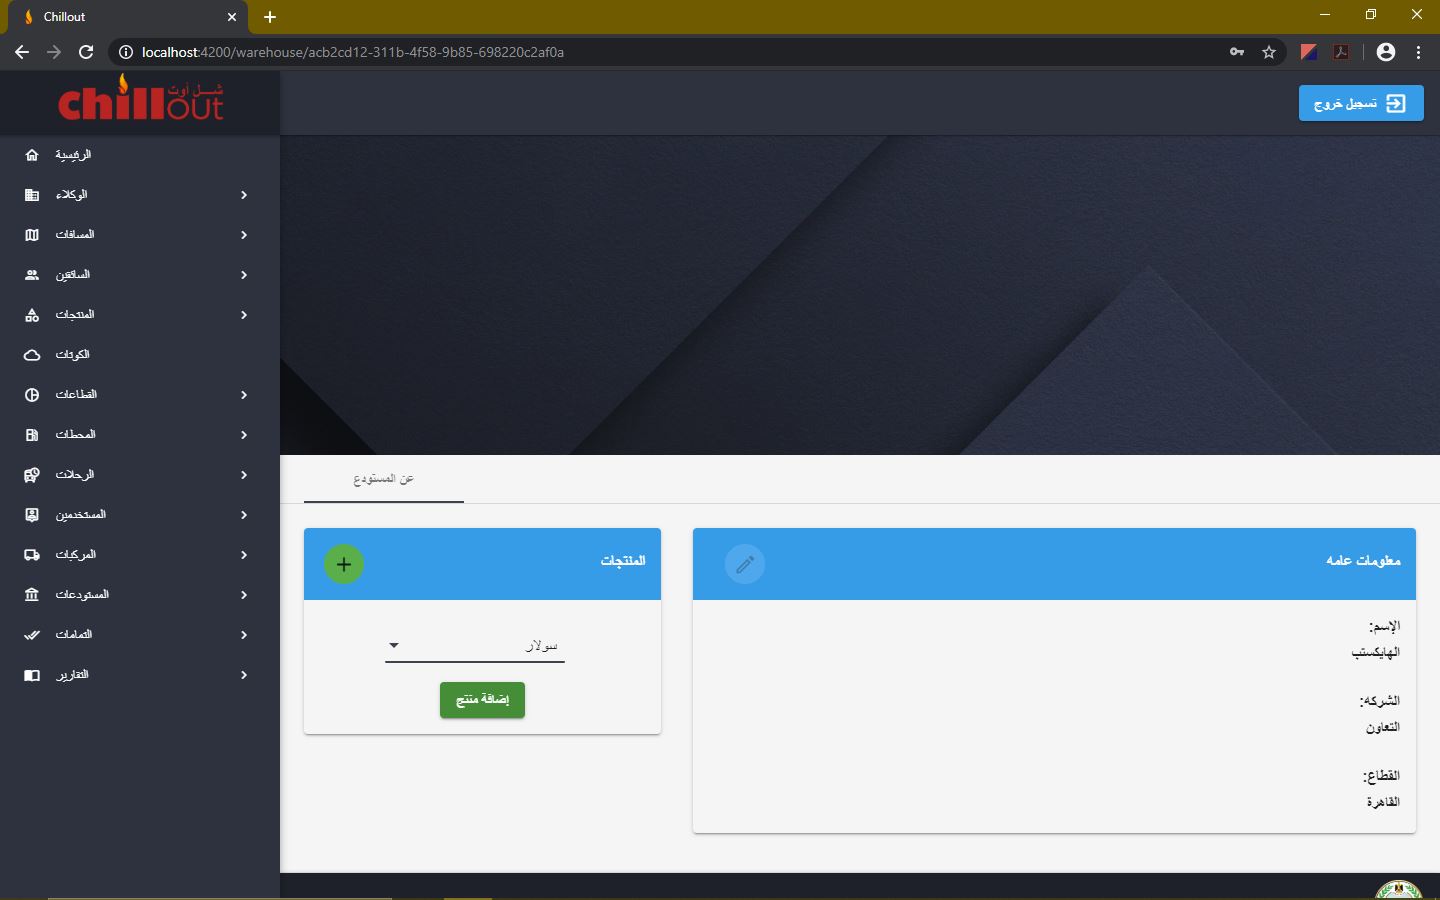 Chillout
localhost:4200/warehouse/acb2cd12-311b-4f58-9b85-698220c2af0a
شل أوت
chillout
تسجيل خروج
الرئيسية
الوكلاء
المسافات
السائقين
المنتجات
الكوتات
القطاعات
المحطات
الرحلات
المستخدمين
المركبات
المستودعات
التمامات
التقارير
عن المستودع
معلومات عامه
الإسم:
الهايكستب
الشركه:
التعاون
القطاع:
القاهرة
المنتجات
سولار
إضافة منتج